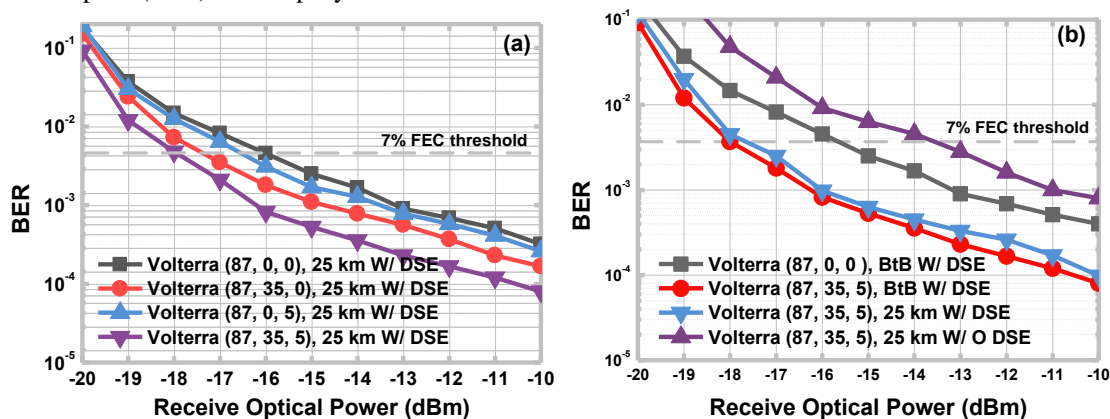 (a)
10^-1
10^-2
10^-3
10^-4
10^-5
BER
7% FEC threshold
Volterra (87, 0, 0), 25 km W/ DSE
Volterra (87, 35, 0), 25 km W/ DSE
Volterra (87, 0, 5), 25 km W/ DSE
Volterra (87, 35, 5), 25 km W/ DSE
-20 -19 -18 -17 -16 -15 -14 -13 -12 -11 -10
Receive Optical Power (dBm)
(b)
10^-1
10^-2
10^-3
10^-4
10^-5
BER
7% FEC threshold
Volterra (87, 0, 0 ), BtB W/ DSE
Volterra (87, 35, 5), BtB W/ DSE
Volterra (87, 35, 5), 25 km W/ DSE
Volterra (87, 35, 5), 25 km W/ O DSE
-20 -19 -18 -17 -16 -15 -14 -13 -12 -11 -10
Receive Optical Power (dBm)